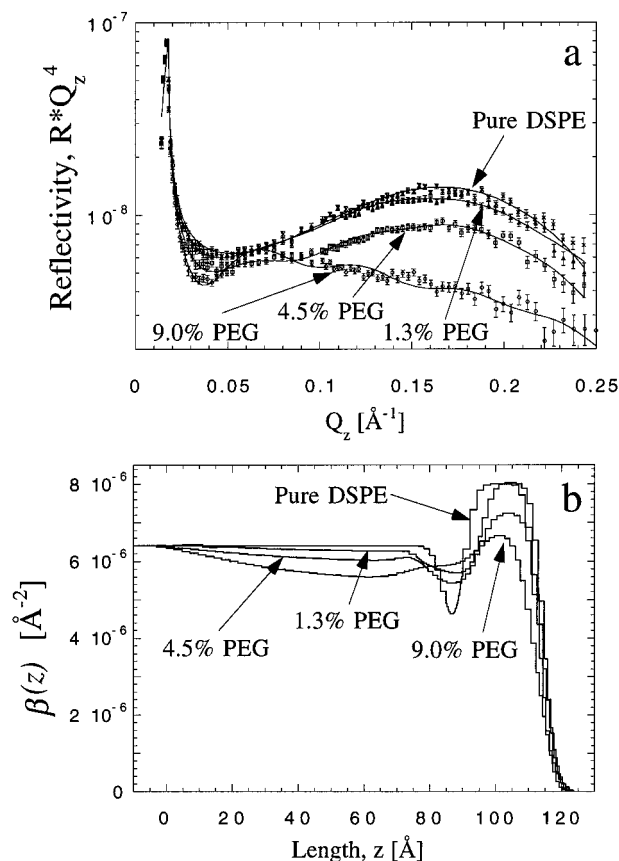 a
10⁻⁷
10⁻⁸
Reflectivity, R*Q_z⁴
Pure DSPE
9.0% PEG
4.5% PEG
1.3% PEG
0 0.05 0.1 0.15 0.2 0.25
Q_z [Å⁻¹]
b
8 10⁻⁶
6 10⁻⁶
4 10⁻⁶
2 10⁻⁶
0
β(z) [Å⁻²]
Pure DSPE
4.5% PEG
1.3% PEG
9.0% PEG
0 20 40 60 80 100
Length, z [Å]